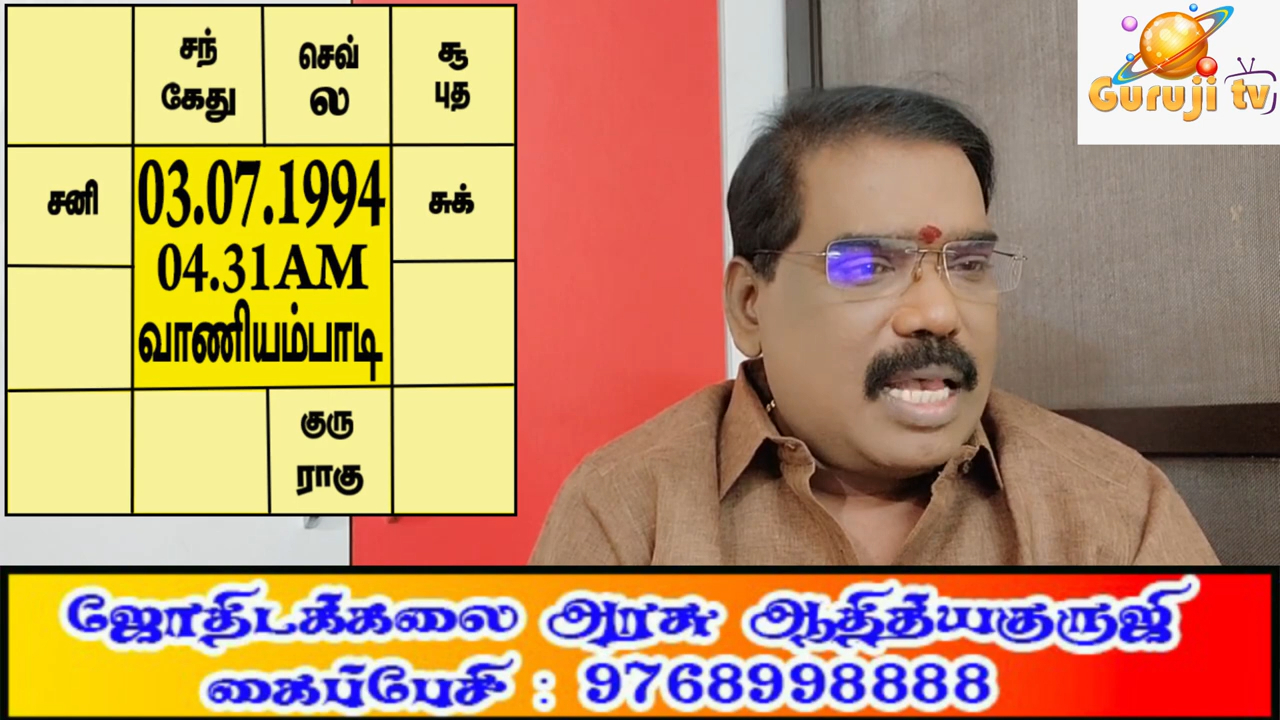 சந்
கேது
செவ்
ல
சூ
புத
சனி
03.07.1994
04.31AM
வாணியம்பாடி
சுக்
குரு
ராகு
Guruji tv
ஜோதிடக்கலை அரசு ஆதித்யகுருஜி
கைப்பேசி : 9768998888